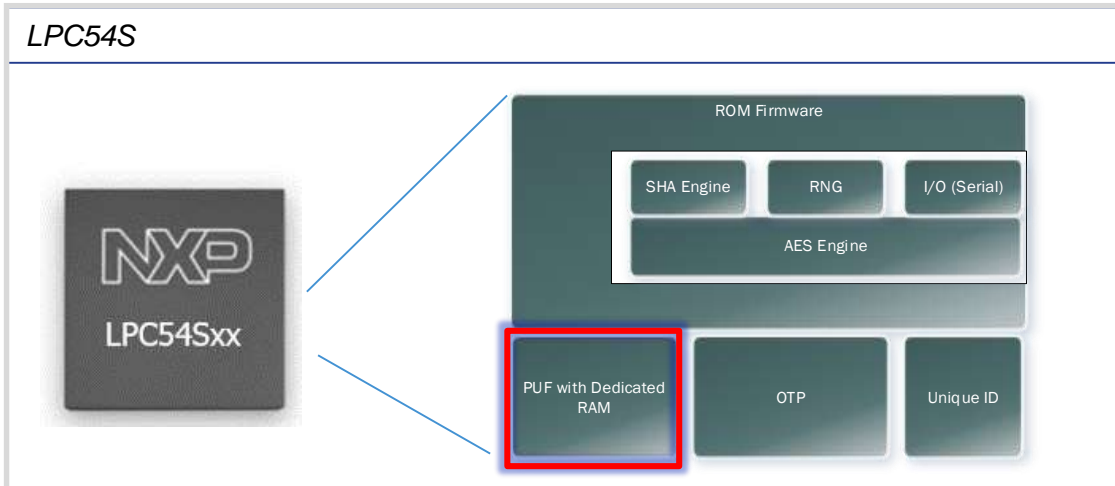 LPC54S
ROM Firmware
SHA Engine
RNG
I/O (Serial)
AES Engine
NXP
LPC54Sxx
PUF with Dedicated
RAM
OTP
Unique ID